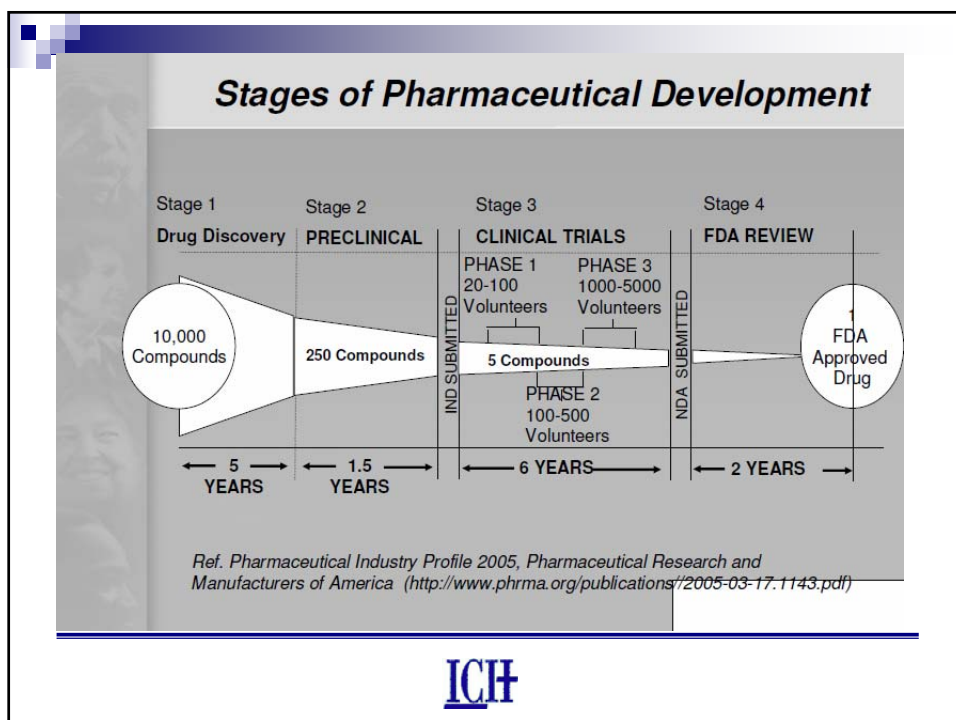 Stages of Pharmaceutical Development
Stage 1
Drug Discovery
Stage 2
PRECLINICAL
Stage 3
CLINICAL TRIALS
Stage 4
FDA REVIEW
PHASE 1
20-100
Volunteers
PHASE 3
1000-5000
Volunteers
10,000
Compounds
250 Compounds
IND SUBMITTED
5 Compounds
PHASE 2
100-500
Volunteers
NDA SUBMITTED
1
FDA
Approved
Drug
5
YEARS
1.5
YEARS
6 YEARS
2 YEARS
Ref. Pharmaceutical Industry Profile 2005, Pharmaceutical Research and
Manufacturers of America (http://www.phrma.org/publications//2005-03-17.1143.pdf)
ICH